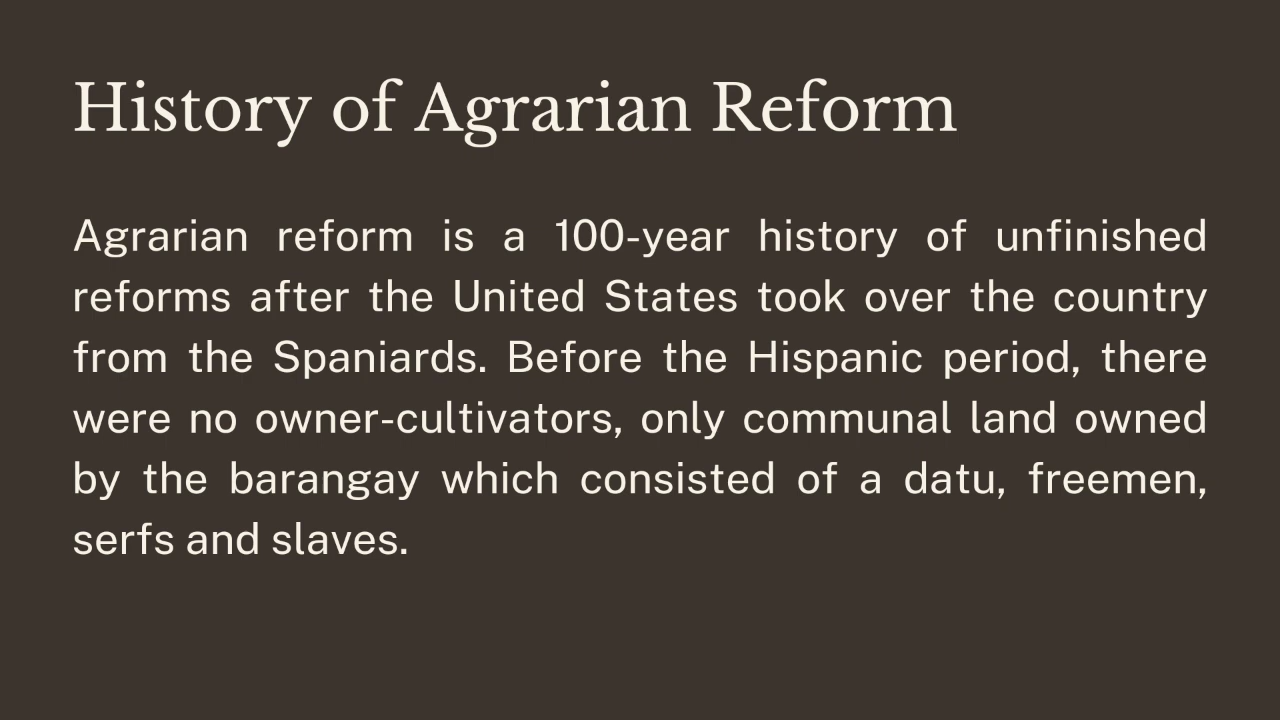 History of Agrarian Reform
Agrarian reform is a 100-year history of unfinished
reforms after the United States took over the country
from the Spaniards. Before the Hispanic period, there
were no owner-cultivators, only communal land owned
by the barangay which consisted of a datu, freemen,
serfs and slaves.